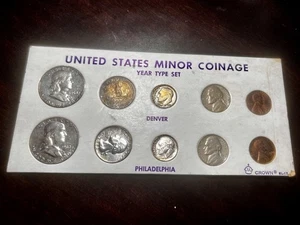 UNITED STATES MINOR COINAGE
YEAR TYPE SET
DENVER
PHILADELPHIA
CROWN